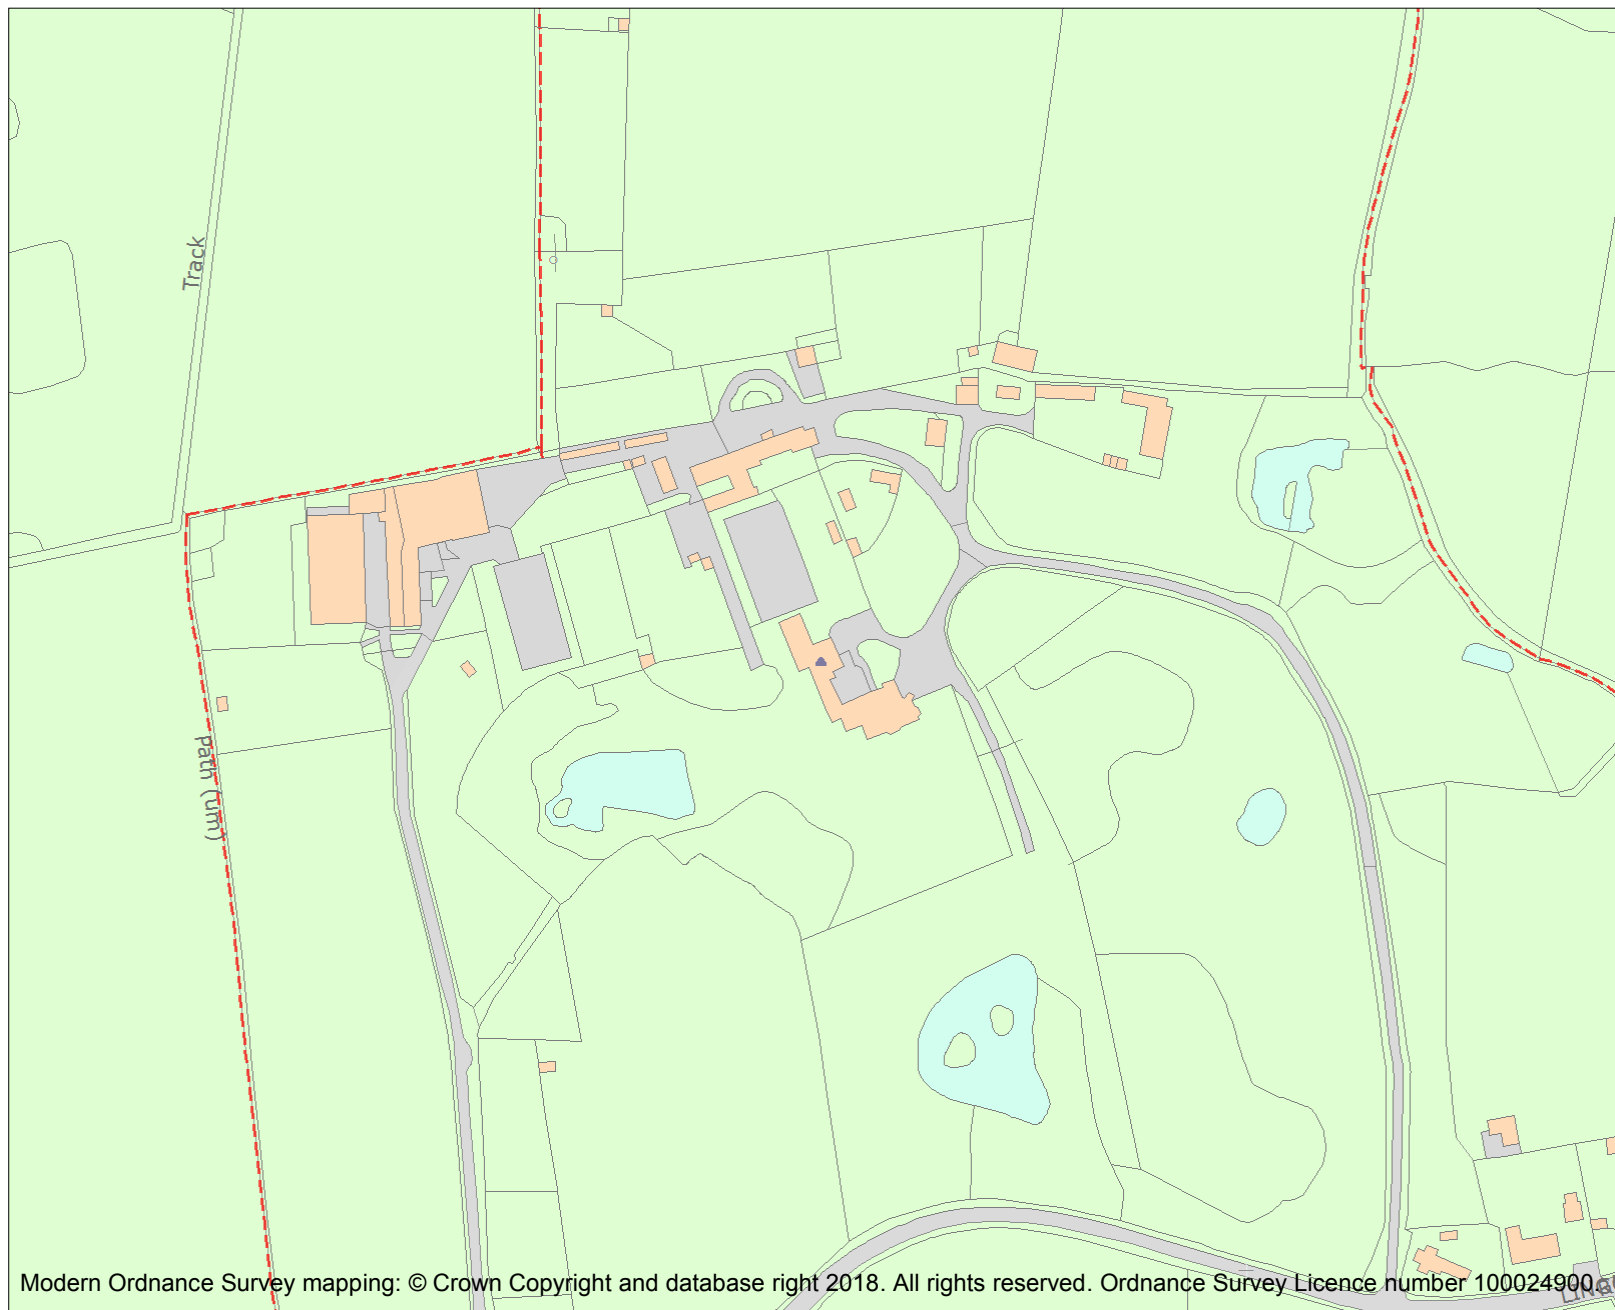 Track
Path (um)
Modern Ordnance Survey mapping: © Crown Copyright and database right 2018. All rights reserved. Ordnance Survey Licence number 100024900.